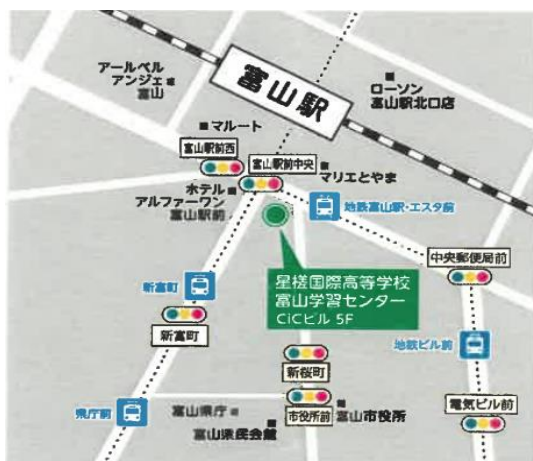 アールベル
アンジェ
富山
富山駅
ローソン
富山駅北口店
マルート
富山駅前西
富山駅前中央
マリエとやま
ホテル
アルファーワン
富山駅前
地鉄富山駅・エスタ前
中央郵便局前
星槎国際高等学校
富山学習センター
CiCビル 5F
新富町
新富町
地鉄ビル前
新桜町
県庁前
富山県庁
市役所前
富山市役所
電気ビル前
富山県民会館